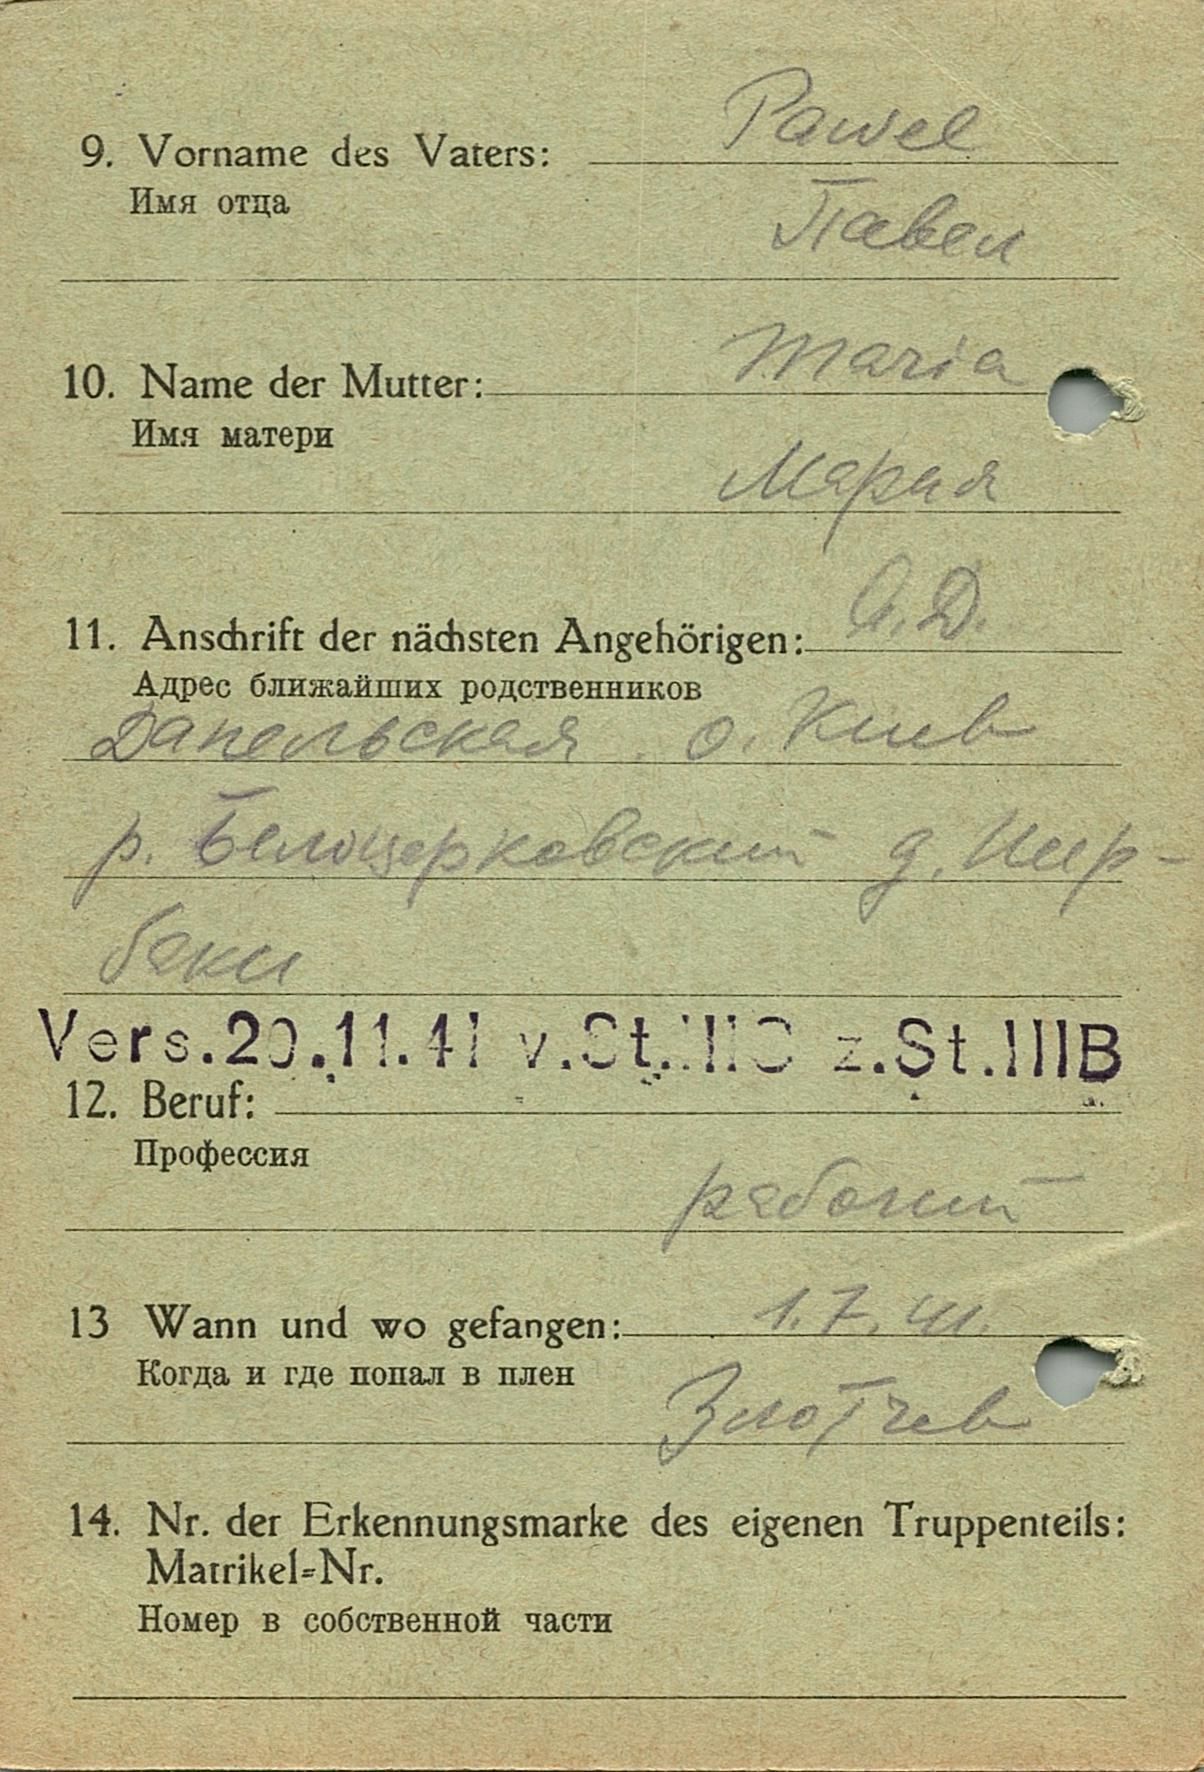 9. Vorname des Vaters: Pawel
Имя отца
Павел
10. Name der Mutter: Maria
Имя матери
Мария
11. Anschrift der nächsten Angehörigen: А.Д.
Адрес ближайших родственников
о. Киев
р. Белоцерковский д.
Vers.20.11.41 v.St.IIIC z.St.IIIB
12. Beruf:
Профессия
рабочий
13 Wann und wo gefangen: 1.7.41.
Когда и где попал в плен
14. Nr. der Erkennungsmarke des eigenen Truppenteils:
Matrikel=Nr.
Номер в собственной части